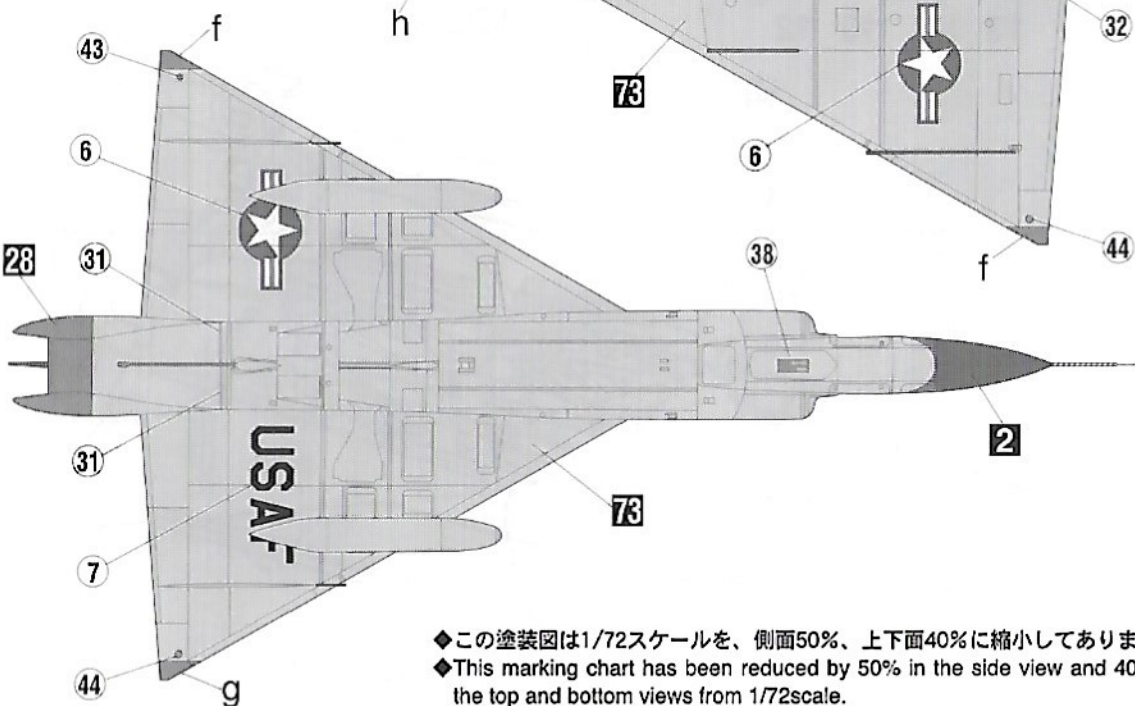 f
43
h
32
73
6
6
f
44
28
31
38
2
31
USAF
73
7
44
g
◆この塗装図は1/72スケールを、側面50%、上下面40%に縮小してありま
◆This marking chart has been reduced by 50% in the side view and 40
the top and bottom views from 1/72scale.